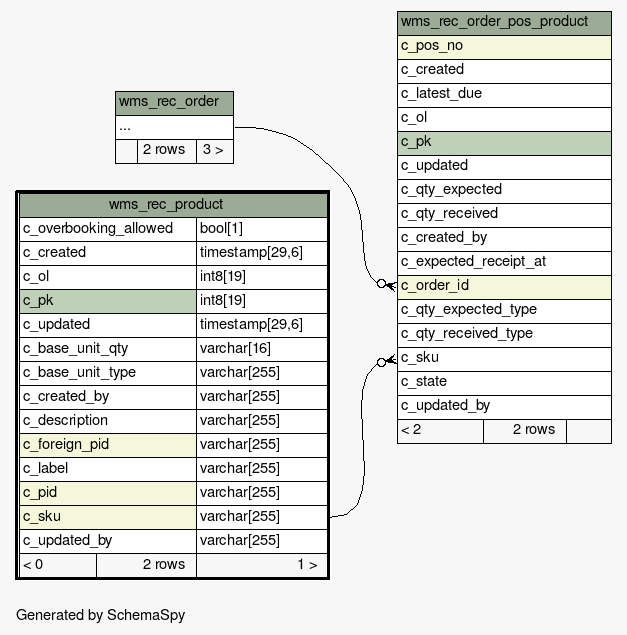 wms_rec_order_pos_product
c_pos_no
c_created
c_latest_due
c_ol
c_pk
c_updated
c_qty_expected
c_qty_received
c_created_by
c_expected_receipt_at
c_order_id
c_qty_expected_type
c_qty_received_type
c_sku
c_state
c_updated_by
< 2 2 rows
wms_rec_order
...
2 rows 3 >
wms_rec_product
c_overbooking_allowed bool[1]
c_created timestamp[29,6]
c_ol int8[19]
c_pk int8[19]
c_updated timestamp[29,6]
c_base_unit_qty varchar[16]
c_base_unit_type varchar[255]
c_created_by varchar[255]
c_description varchar[255]
c_foreign_pid varchar[255]
c_label varchar[255]
c_pid varchar[255]
c_sku varchar[255]
c_updated_by varchar[255]
< 0 2 rows 1 >
Generated by SchemaSpy